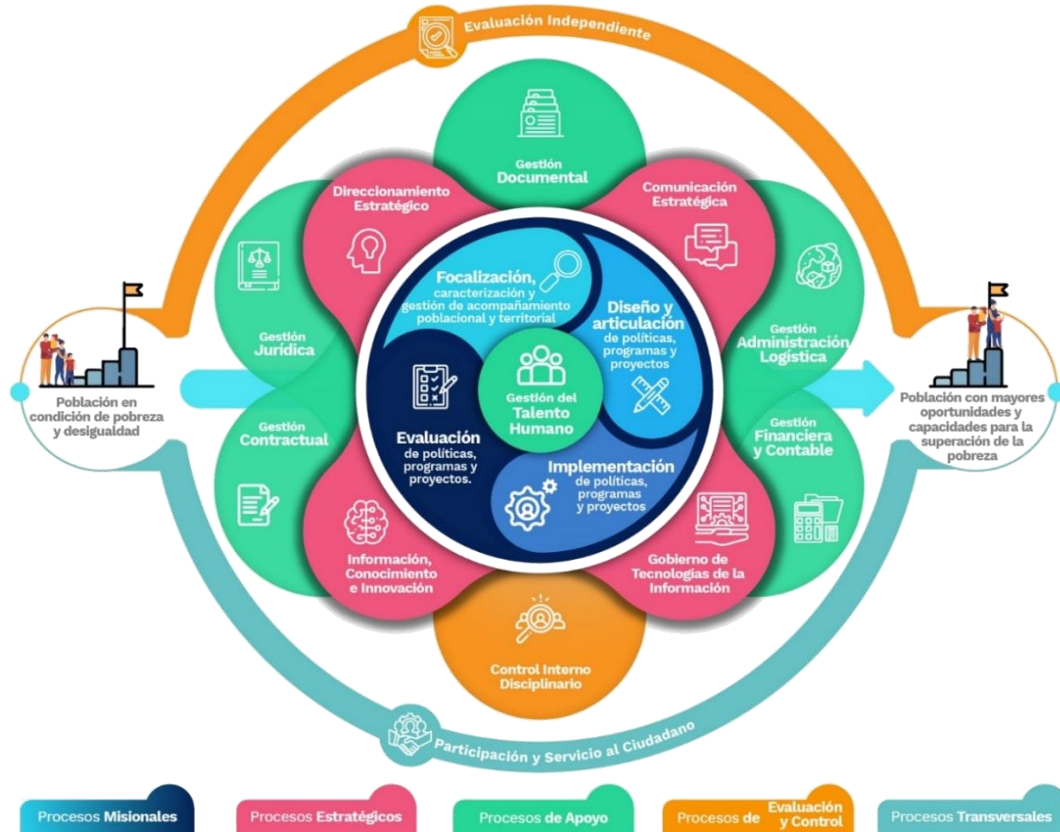 Evaluación Independiente
Gestión
Documental
Direccionamiento
Estratégico
Comunicación
Estratégica
Gestión
Jurídica
Focalización,
caracterización y
gestión de acompañamiento
poblacional y territorial
Diseño y
articulación
de políticas,
programas y
proyectos
Gestión
Administración
Logística
Población en
condición de pobreza
y desigualdad
Gestión del
Talento
Humano
Población con mayores
oportunidades y
capacidades para la
superación de la
pobreza
Gestión
Contractual
Evaluación
de políticas,
programas y
proyectos.
Implementación
de políticas,
programas
y proyectos
Gestión
Financiera
y Contable
Información,
Conocimiento
e Innovación
Gobierno de
Tecnologías de la
Información
Control Interno
Disciplinario
Participación y Servicio al Ciudadano
Procesos Misionales
Procesos Estratégicos
Procesos de Apoyo
Procesos de Evaluación
y Control
Procesos Transversales